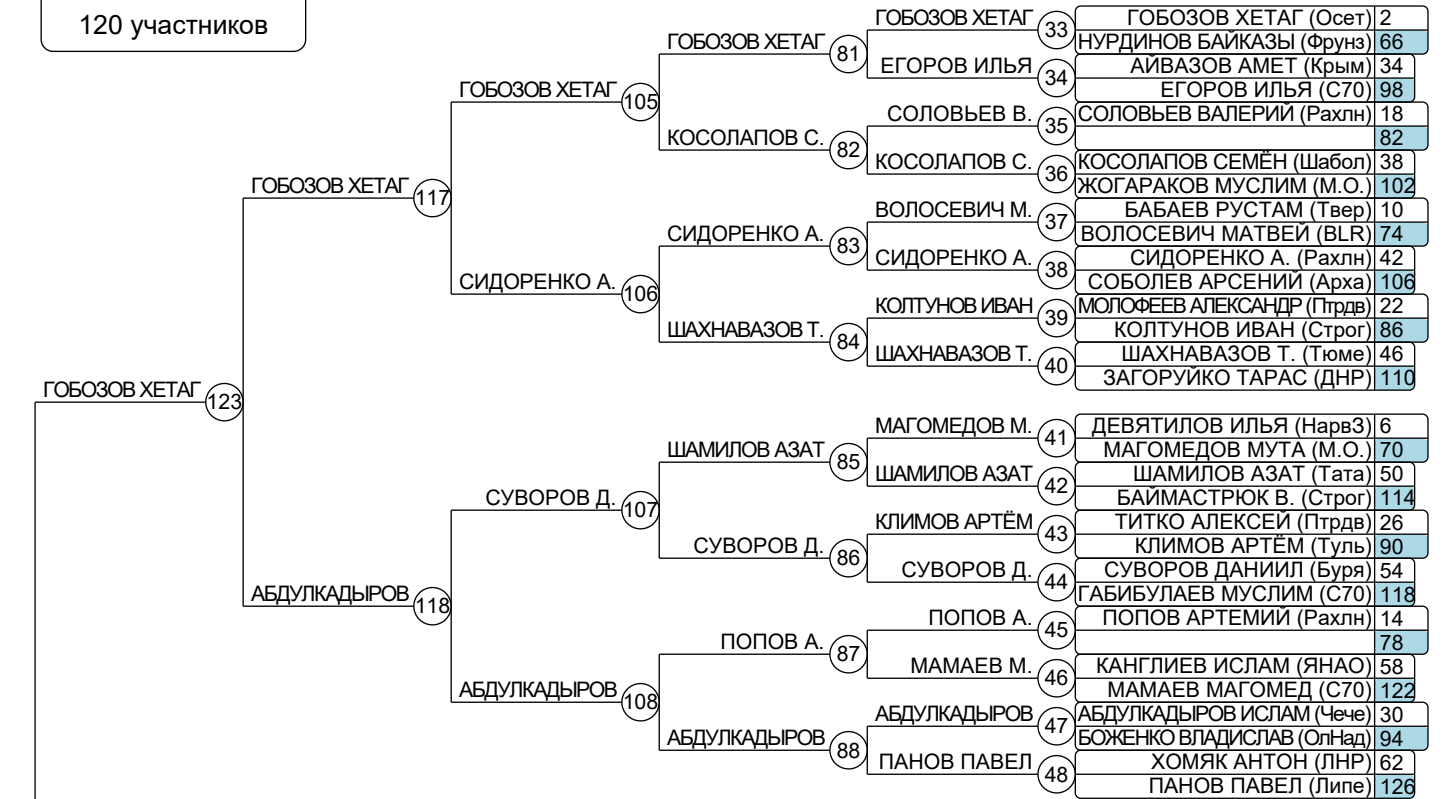 120 участников
ГОБОЗОВ ХЕТАГ 33 ГОБОЗОВ ХЕТАГ (Осет) 2
ГОБОЗОВ ХЕТАГ 81 НУРДИНОВ БАЙКАЗЫ (Фрунз) 66
ЕГОРОВ ИЛЬЯ 34 АЙВАЗОВ АМЕТ (Крым) 34
ГОБОЗОВ ХЕТАГ 105 ЕГОРОВ ИЛЬЯ (С70) 98
СОЛОВЬЕВ В. 35 СОЛОВЬЕВ ВАЛЕРИЙ (Рахлн) 18
КОСОЛАПОВ С. 82 82
КОСОЛАПОВ С. 36 КОСОЛАПОВ СЕМЁН (Шабол) 38
ГОБОЗОВ ХЕТАГ 117 ЖОГАРАКОВ МУСЛИМ (М.О.) 102
ВОЛОСЕВИЧ М. 37 БАБАЕВ РУСТАМ (Твер) 10
СИДОРЕНКО А. 83 ВОЛОСЕВИЧ МАТВЕЙ (BLR) 74
СИДОРЕНКО А. 38 СИДОРЕНКО А. (Рахлн) 42
СИДОРЕНКО А. 106 СОБОЛЕВ АРСЕНИЙ (Арха) 106
КОЛТУНОВ ИВАН 39 МОЛОФЕЕВ АЛЕКСАНДР (Птрдв) 22
ШАХНАВАЗОВ Т. 84 КОЛТУНОВ ИВАН (Строг) 86
ШАХНАВАЗОВ Т. 40 ШАХНАВАЗОВ Т. (Тюме) 46
ЗАГОРУЙКО ТАРАС (ДНР) 110
ГОБОЗОВ ХЕТАГ 123
МАГОМЕДОВ М. 41 ДЕВЯТИЛОВ ИЛЬЯ (НарвЗ) 6
ШАМИЛОВ АЗАТ 85 МАГОМЕДОВ МУТА (М.О.) 70
ШАМИЛОВ АЗАТ 42 ШАМИЛОВ АЗАТ (Тата) 50
СУВОРОВ Д. 107 БАЙМАСТРЮК В. (Строг) 114
КЛИМОВ АРТЁМ 43 ТИТКО АЛЕКСЕЙ (Птрдв) 26
СУВОРОВ Д. 86 КЛИМОВ АРТЁМ (Туль) 90
СУВОРОВ Д. 44 СУВОРОВ ДАНИИЛ (Буря) 54
АБДУЛКАДЫРОВ 118 ГАБИБУЛАЕВ МУСЛИМ (С70) 118
ПОПОВ А. 45 ПОПОВ АРТЕМИЙ (Рахлн) 14
ПОПОВ А. 87 78
МАМАЕВ М. 46 КАНГЛИЕВ ИСЛАМ (ЯНАО) 58
АБДУЛКАДЫРОВ 108 МАМАЕВ МАГОМЕД (С70) 122
АБДУЛКАДЫРОВ 47 АБДУЛКАДЫРОВ ИСЛАМ (Чече) 30
АБДУЛКАДЫРОВ 88 БОЖЕНКО ВЛАДИСЛАВ (ОлНад) 94
ПАНОВ ПАВЕЛ 48 ХОМЯК АНТОН (ЛНР) 62
ПАНОВ ПАВЕЛ (Липе) 126